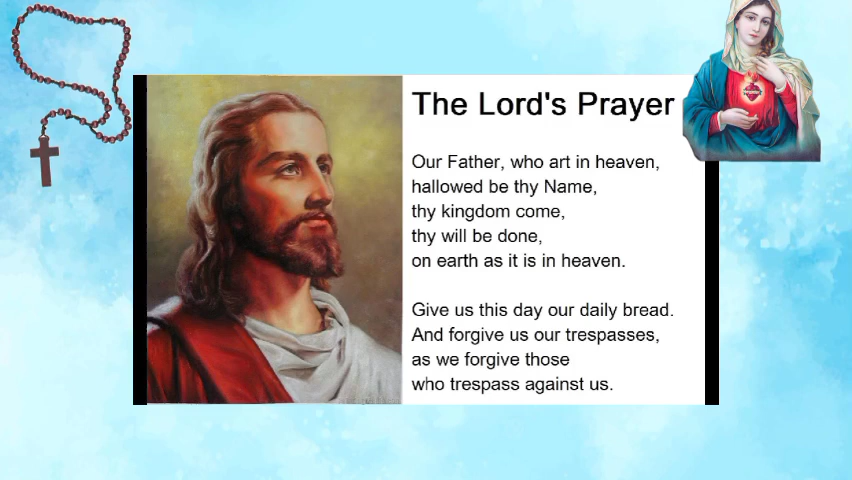 The Lord's Prayer
Our Father, who art in heaven,
hallowed be thy Name,
thy kingdom come,
thy will be done,
on earth as it is in heaven.
Give us this day our daily bread.
And forgive us our trespasses,
as we forgive those
who trespass against us.